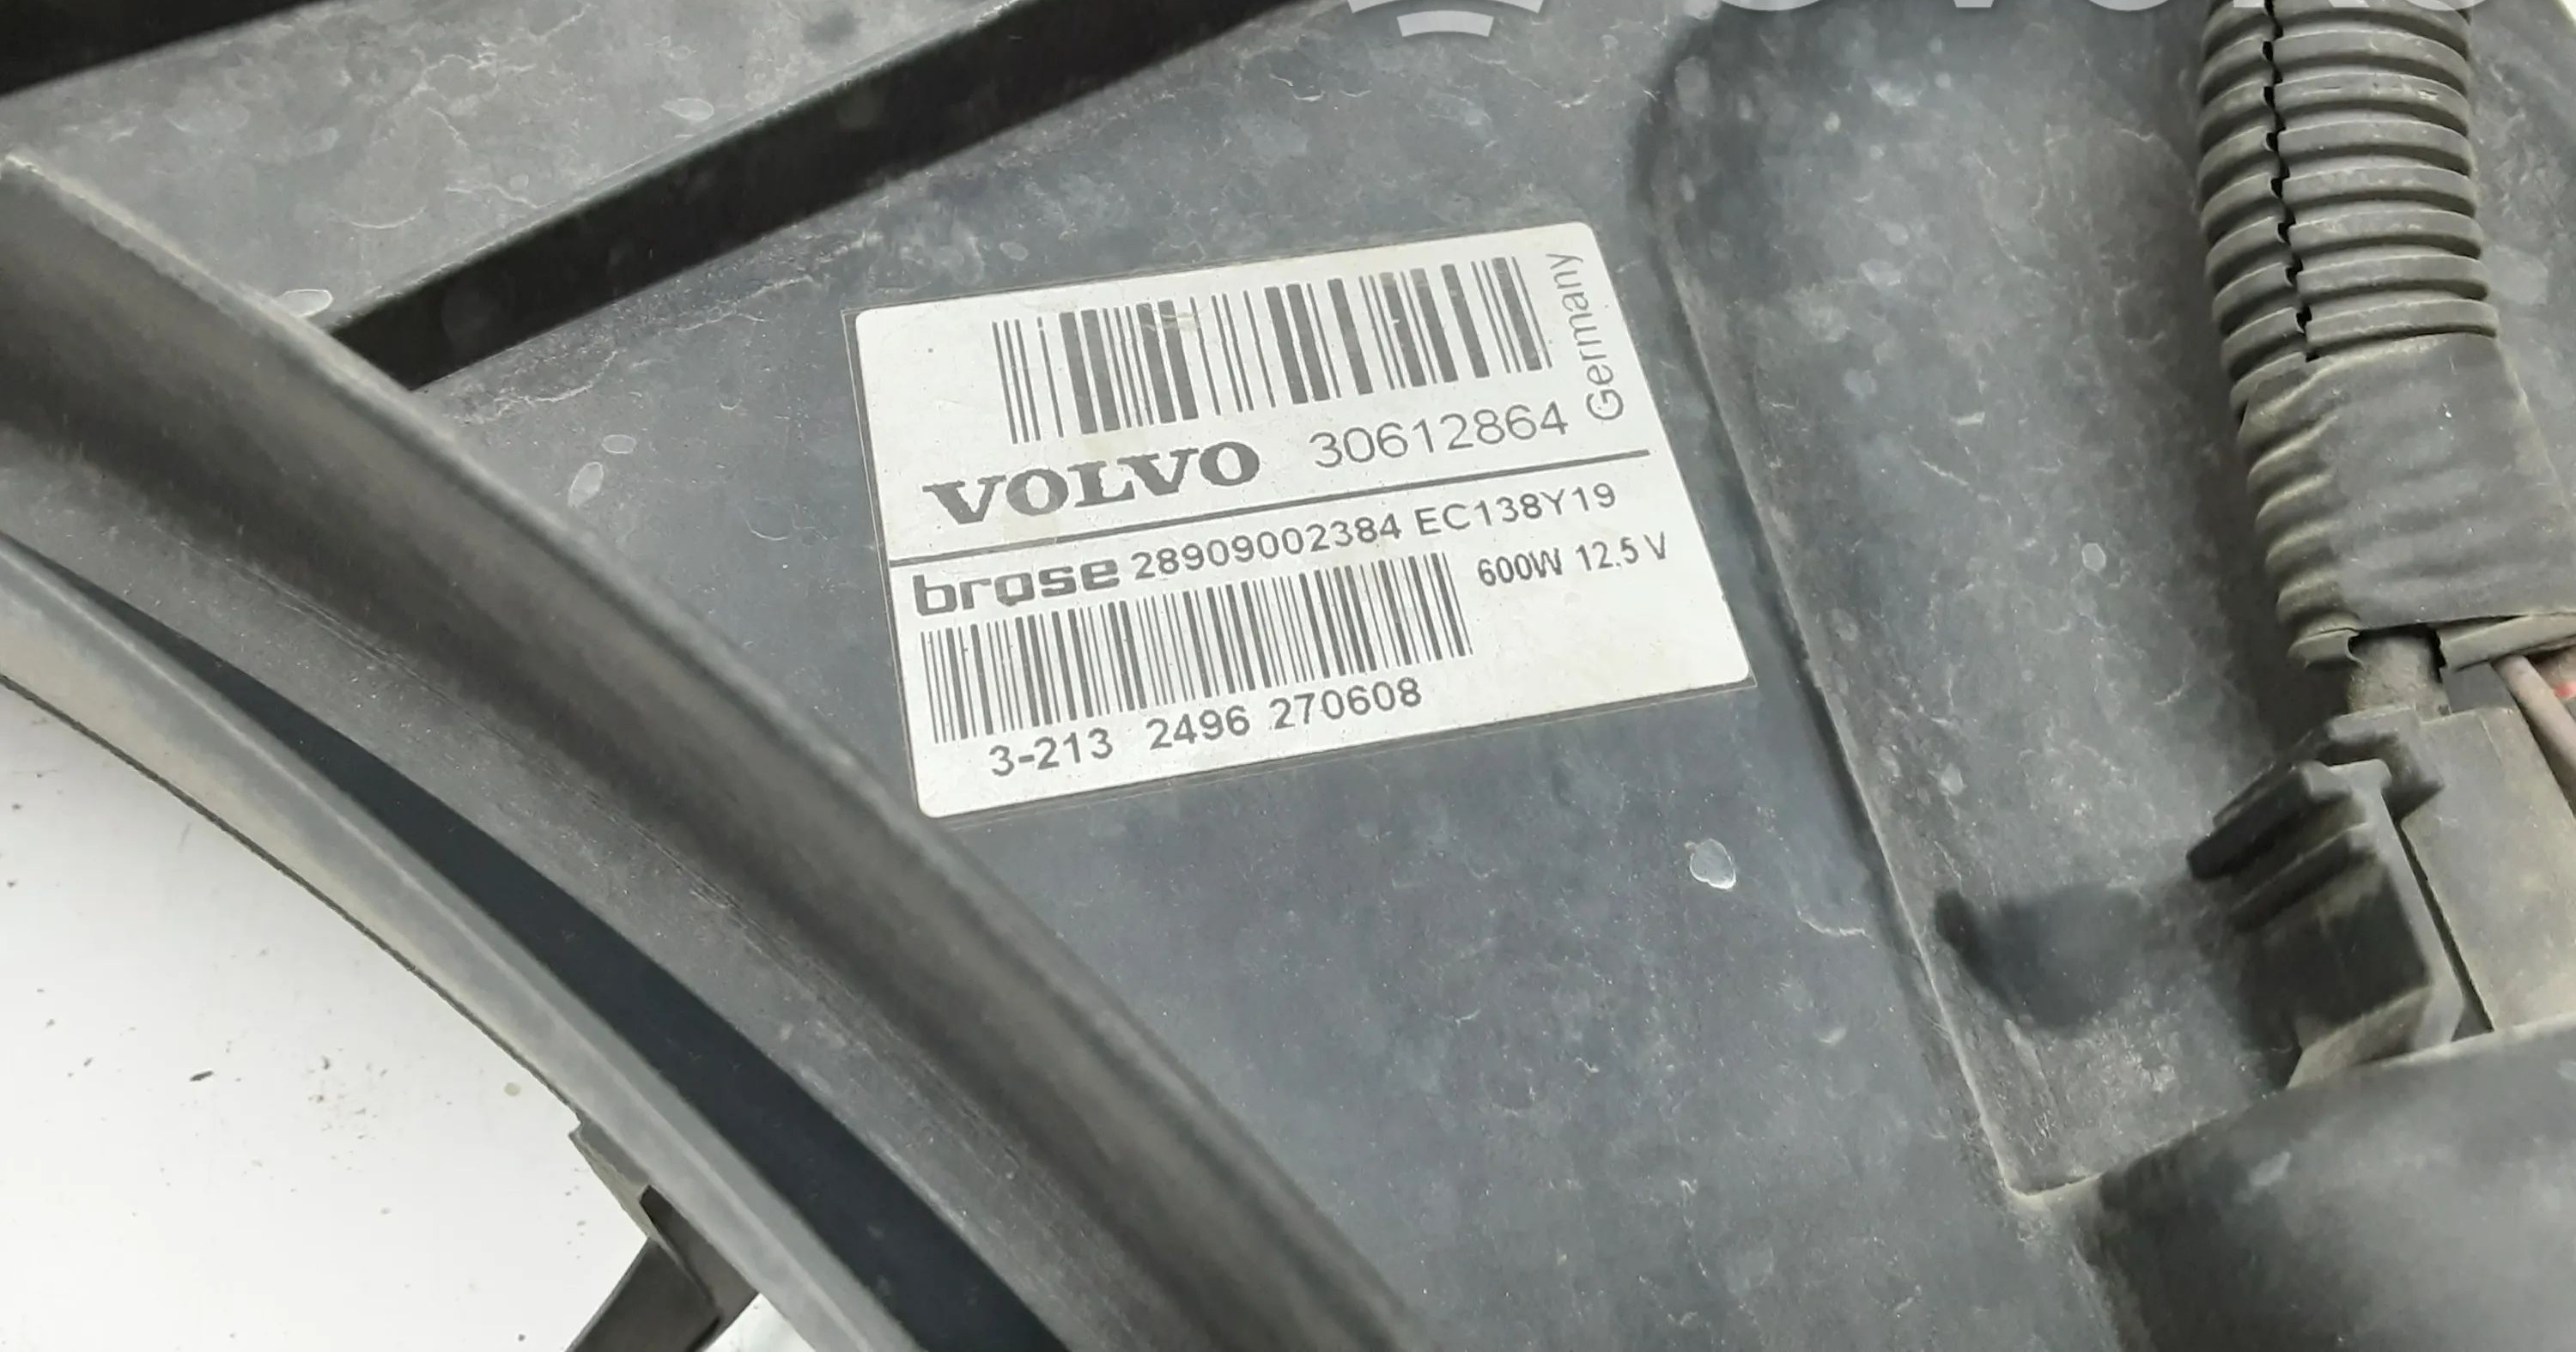 VOLVO 30612864
Germany
brose 28909002384 EC138Y19
600W 12.5 V
3-213 2496 270608